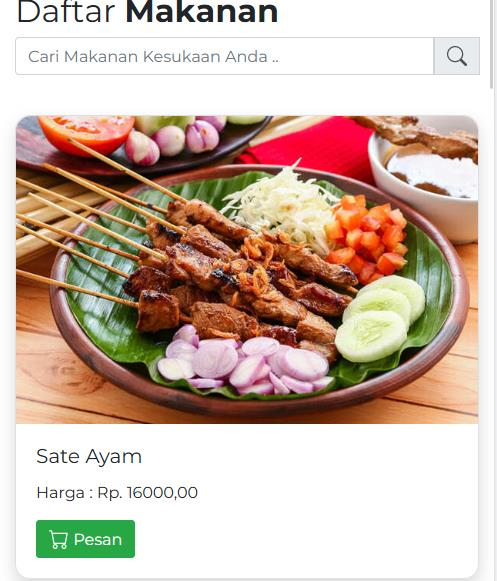 Daftar Makanan
Cari Makanan Kesukaan Anda ..
Sate Ayam
Harga : Rp. 16000,00
Pesan